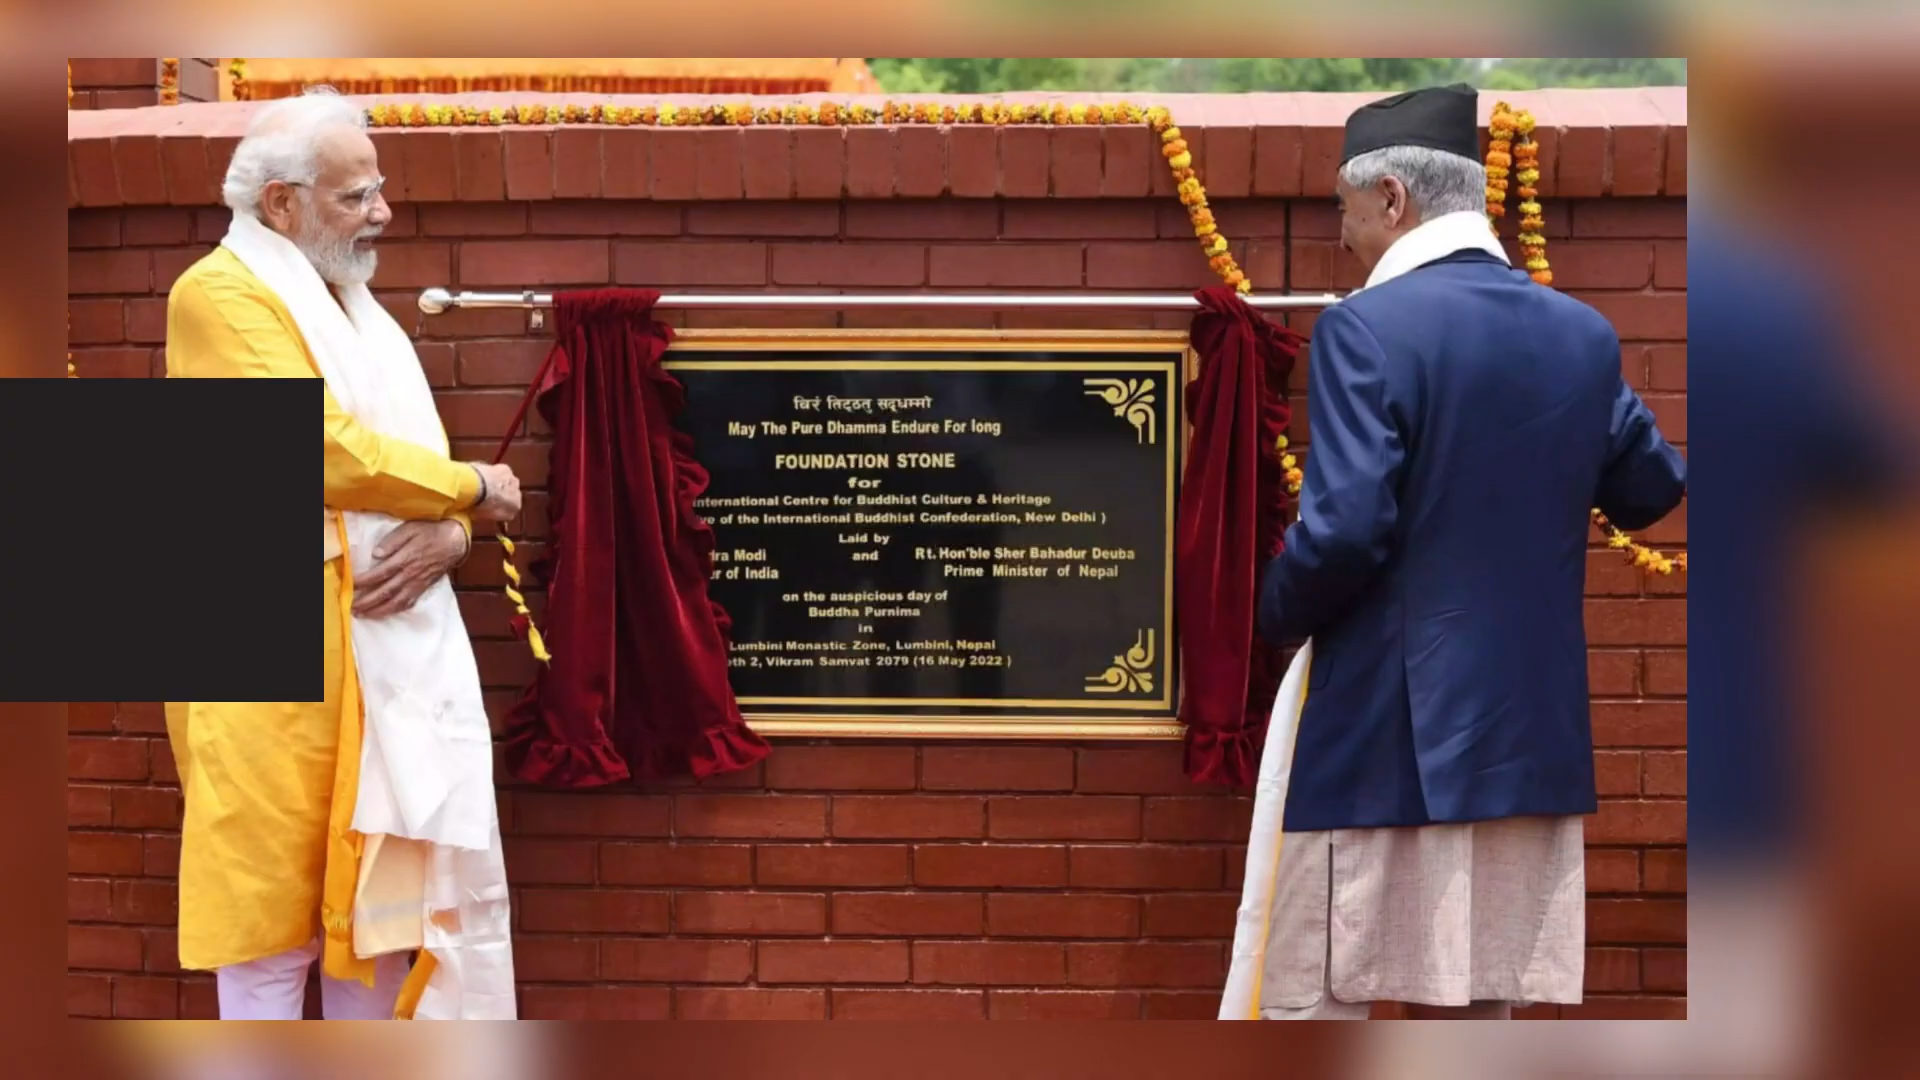 चिरं तिट्ठतु सद्धम्मो
May The Pure Dhamma Endure For long
FOUNDATION STONE
for
International Centre for Buddhist Culture & Heritage
of the International Buddhist Confederation, New Delhi )
Laid by
Modi and Rt. Hon'ble Sher Bahadur Deuba
of India Prime Minister of Nepal
on the auspicious day of
Buddha Purnima
in
Lumbini Monastic Zone, Lumbini, Nepal
2, Vikram Samvat 2079 (16 May 2022 )